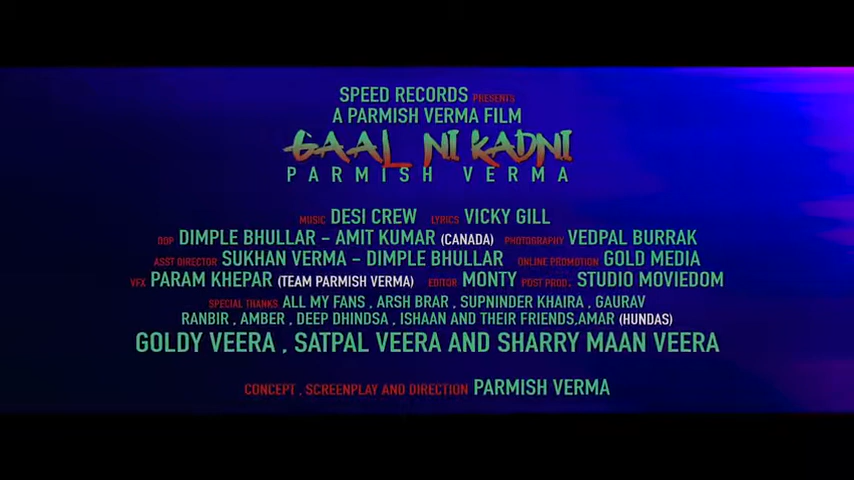 SPEED RECORDS PRESENTS
A PARMISH VERMA FILM
GAAL NI KADNI
PARMISH VERMA
MUSIC DESI CREW LYRICS VICKY GILL
DOP DIMPLE BHULLAR - AMIT KUMAR (CANADA) PHOTOGRAPHY VEDPAL BURRAK
ASST DIRECTOR SUKHAN VERMA - DIMPLE BHULLAR ONLINE PROMOTION GOLD MEDIA
VFX PARAM KHEPAR (TEAM PARMISH VERMA) EDITOR MONTY POST PROD. STUDIO MOVIEDOM
SPECIAL THANKS ALL MY FANS , ARSH BRAR , SUPNINDER KHAIRA , GAURAV
RANBIR , AMBER , DEEP DHINDSA , ISHAAN AND THEIR FRIENDS,AMAR (HUNDAS)
GOLDY VEERA , SATPAL VEERA AND SHARRY MAAN VEERA
CONCEPT , SCREENPLAY AND DIRECTION PARMISH VERMA